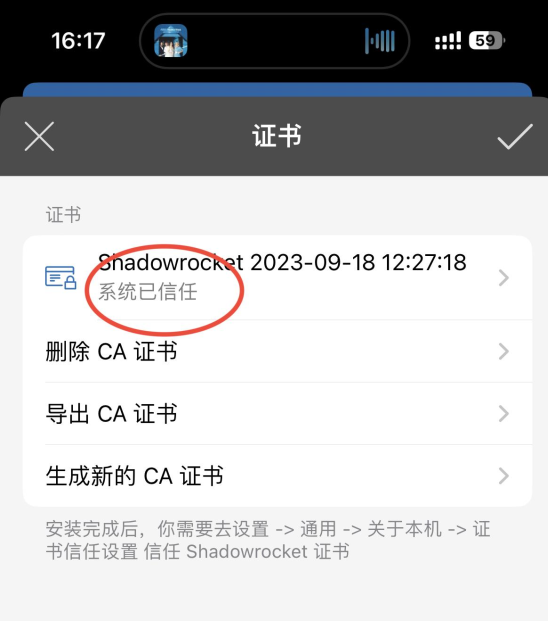 16:17
59
证书
证书
Shadowrocket 2023-09-18 12:27:18
系统已信任
删除 CA 证书
导出 CA 证书
生成新的 CA 证书
安装完成后，你需要去设置 -> 通用 -> 关于本机 -> 证
书信任设置 信任 Shadowrocket 证书